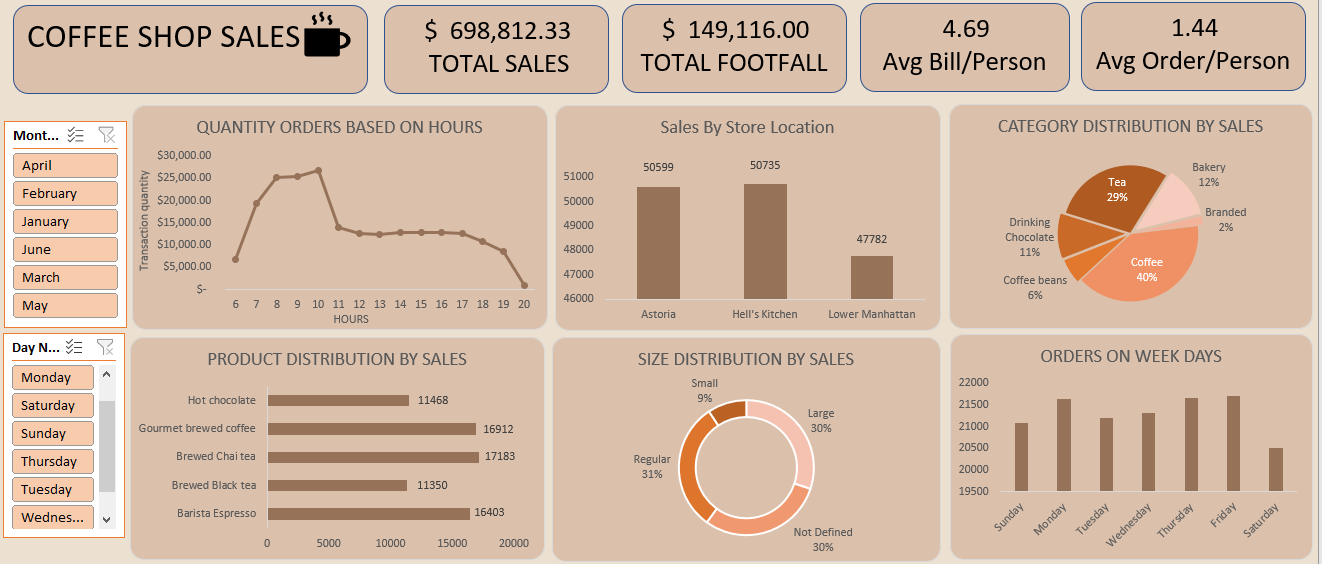 COFFEE SHOP SALES
$ 698,812.33
TOTAL SALES
$ 149,116.00
TOTAL FOOTFALL
4.69
Avg Bill/Person
1.44
Avg Order/Person
Mont...
April
February
January
June
March
May
Day N...
Monday
Saturday
Sunday
Thursday
Tuesday
Wednes...
QUANTITY ORDERS BASED ON HOURS
Transaction quantity
$30,000.00
$25,000.00
$20,000.00
$15,000.00
$10,000.00
$5,000.00
$-
6 7 8 9 10 11 12 13 14 15 16 17 18 19 20
HOURS
Sales By Store Location
51000
50000
49000
48000
47000
46000
50599
50735
47782
Astoria Hell's Kitchen Lower Manhattan
CATEGORY DISTRIBUTION BY SALES
Tea
29%
Bakery
12%
Branded
2%
Coffee
40%
Coffee beans
6%
Drinking
Chocolate
11%
PRODUCT DISTRIBUTION BY SALES
Hot chocolate 11468
Gourmet brewed coffee 16912
Brewed Chai tea 17183
Brewed Black tea 11350
Barista Espresso 16403
0 5000 10000 15000 20000
SIZE DISTRIBUTION BY SALES
Small
9%
Large
30%
Regular
31%
Not Defined
30%
ORDERS ON WEEK DAYS
22000
21500
21000
20500
20000
19500
Sunday
Monday
Tuesday
Wednesday
Thursday
Friday
Saturday